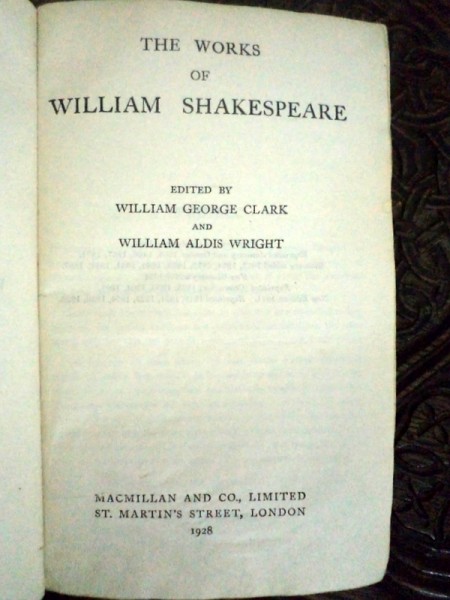 THE WORKS
OF
WILLIAM SHAKESPEARE
EDITED BY
WILLIAM GEORGE CLARK
AND
WILLIAM ALDIS WRIGHT
MACMILLAN AND CO., LIMITED
ST. MARTIN'S STREET, LONDON
1928